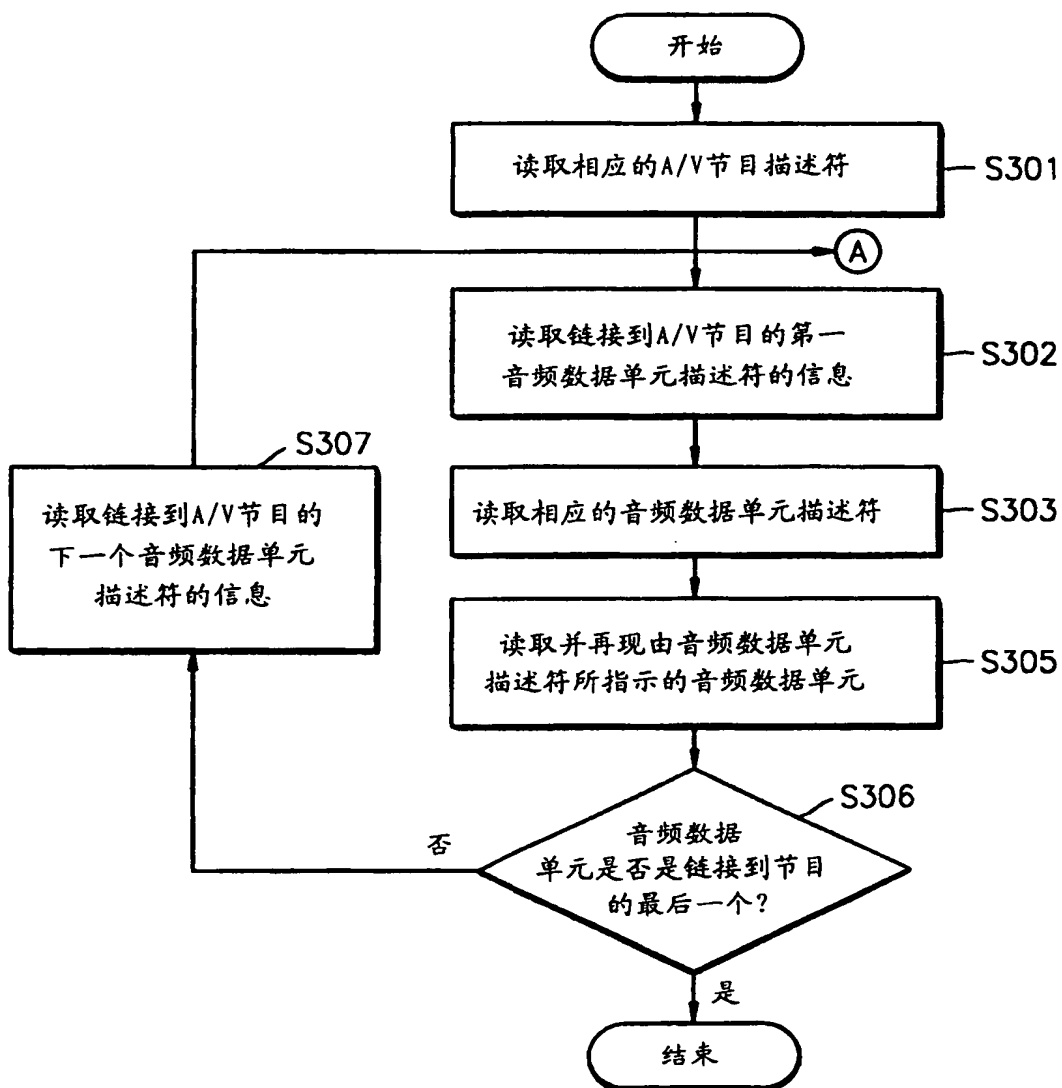 开始
读取相应的A/V节目描述符
S301
A
读取链接到A/V节目的第一
音频数据单元描述符的信息
S302
S307
读取链接到A/V节目的
下一个音频数据单元
描述符的信息
读取相应的音频数据单元描述符
S303
读取并再现由音频数据单元
描述符所指示的音频数据单元
S305
S306
音频数据
单元是否是链接到节目
的最后一个?
否
是
结束